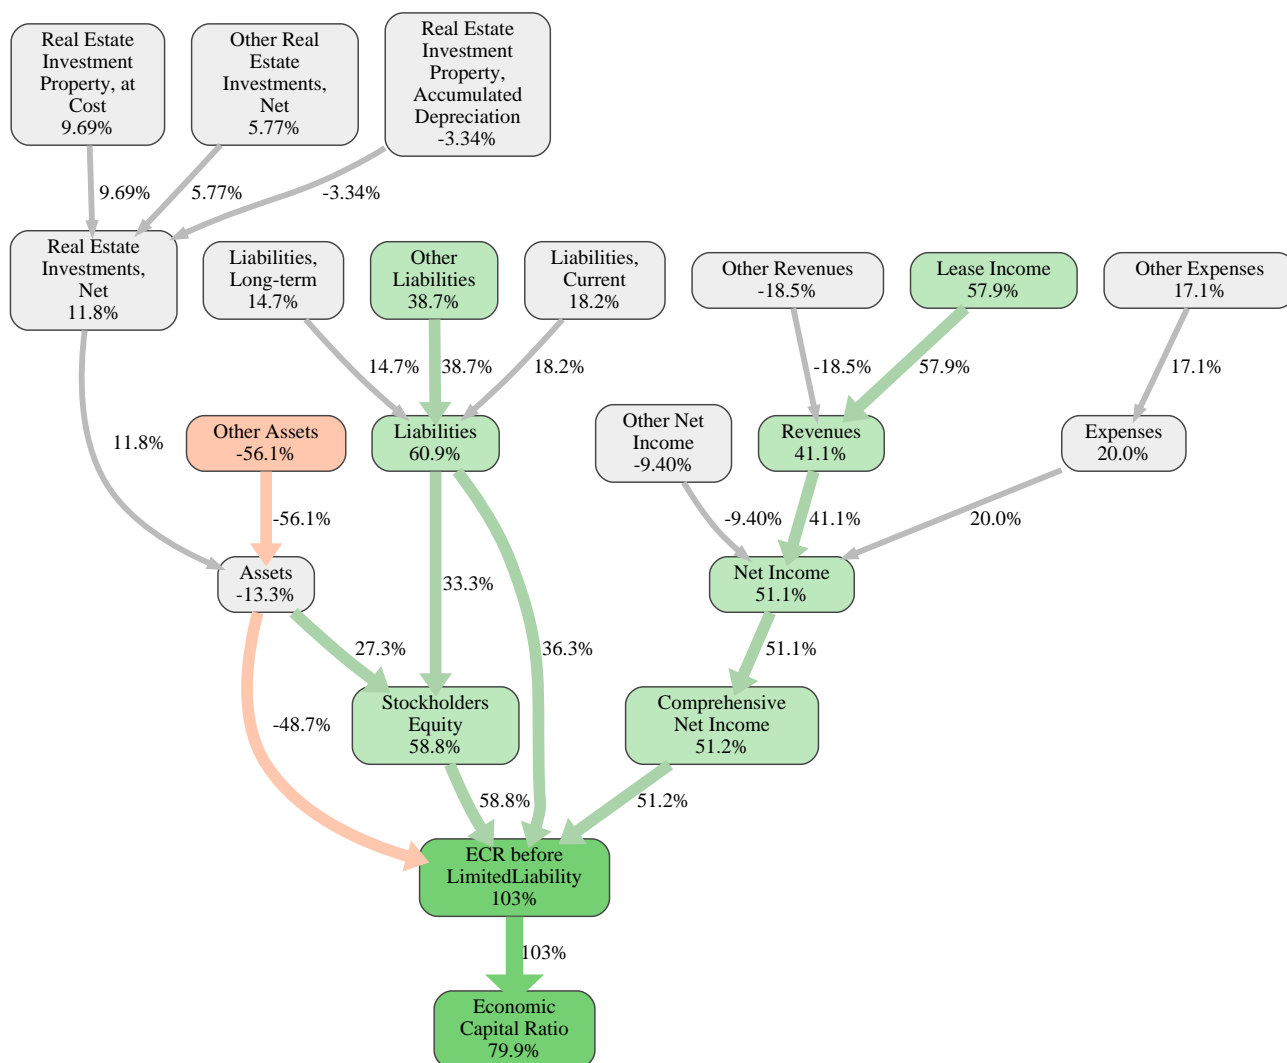 Real Estate
Investment
Property, at
Cost
9.69%
Other Real
Estate
Investments,
Net
5.77%
Real Estate
Investment
Property,
Accumulated
Depreciation
-3.34%
9.69%
5.77%
-3.34%
Real Estate
Investments,
Net
11.8%
Liabilities,
Long-term
14.7%
Other
Liabilities
38.7%
Liabilities,
Current
18.2%
Other Revenues
-18.5%
Lease Income
57.9%
Other Expenses
17.1%
14.7%
38.7%
18.2%
-18.5%
57.9%
17.1%
11.8%
Other Assets
-56.1%
Liabilities
60.9%
Other Net
Income
-9.40%
Revenues
41.1%
Expenses
20.0%
-56.1%
-9.40%
41.1%
20.0%
Assets
-13.3%
33.3%
Net Income
51.1%
27.3%
36.3%
51.1%
-48.7%
Stockholders
Equity
58.8%
Comprehensive
Net Income
51.2%
58.8%
51.2%
ECR before
LimitedLiability
103%
103%
Economic
Capital Ratio
79.9%